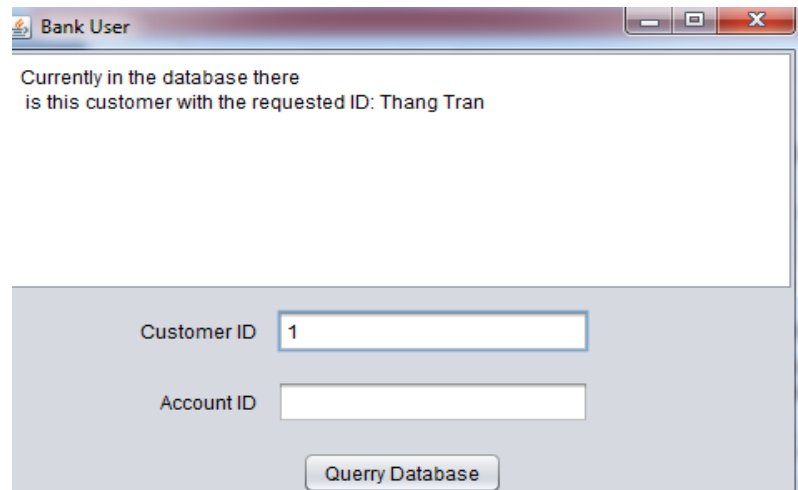 Bank User
Currently in the database there
is this customer with the requested ID: Thang Tran
Customer ID 1
Account ID
Querry Database